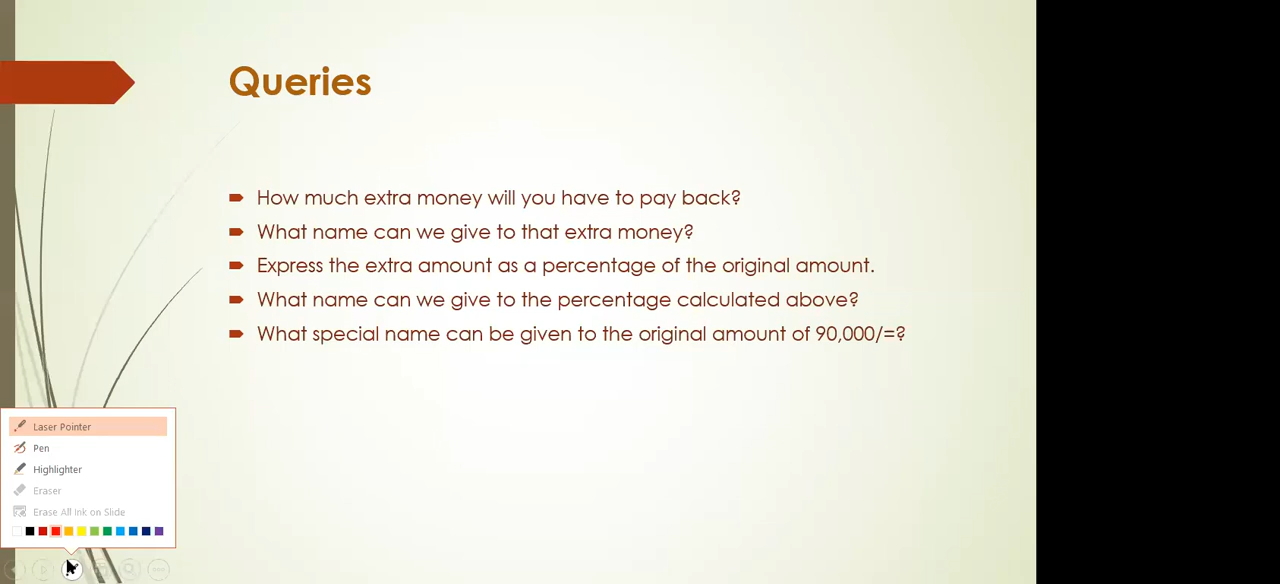 Queries
How much extra money will you have to pay back?
What name can we give to that extra money?
Express the extra amount as a percentage of the original amount.
What name can we give to the percentage calculated above?
What special name can be given to the original amount of 90,000/=?
Laser Pointer
Pen
Highlighter
Eraser
Erase All Ink on Slide